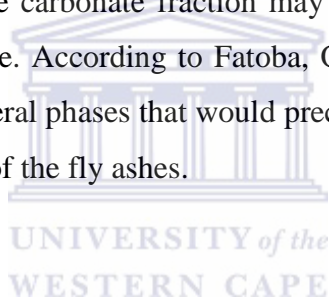 e carbonate fraction may
e. According to Fatoba, O
eral phases that would prec
of the fly ashes.
UNIVERSITY of the
WESTERN CAPE